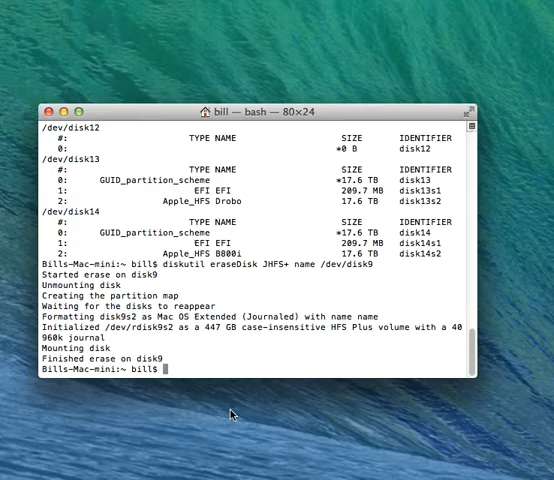 bill — bash — 80×24
/dev/disk12
#: TYPE NAME SIZE IDENTIFIER
0: *0 B disk12
/dev/disk13
#: TYPE NAME SIZE IDENTIFIER
0: GUID_partition_scheme *17.6 TB disk13
1: EFI EFI 209.7 MB disk13s1
2: Apple_HFS Drobo 17.6 TB disk13s2
/dev/disk14
#: TYPE NAME SIZE IDENTIFIER
0: GUID_partition_scheme *17.6 TB disk14
1: EFI EFI 209.7 MB disk14s1
2: Apple_HFS B800i 17.6 TB disk14s2
Bills-Mac-mini:~ bill$ diskutil eraseDisk JHFS+ name /dev/disk9
Started erase on disk9
Unmounting disk
Creating the partition map
Waiting for the disks to reappear
Formatting disk9s2 as Mac OS Extended (Journaled) with name name
Initialized /dev/rdisk9s2 as a 447 GB case-insensitive HFS Plus volume with a 40
960k journal
Mounting disk
Finished erase on disk9
Bills-Mac-mini:~ bill$